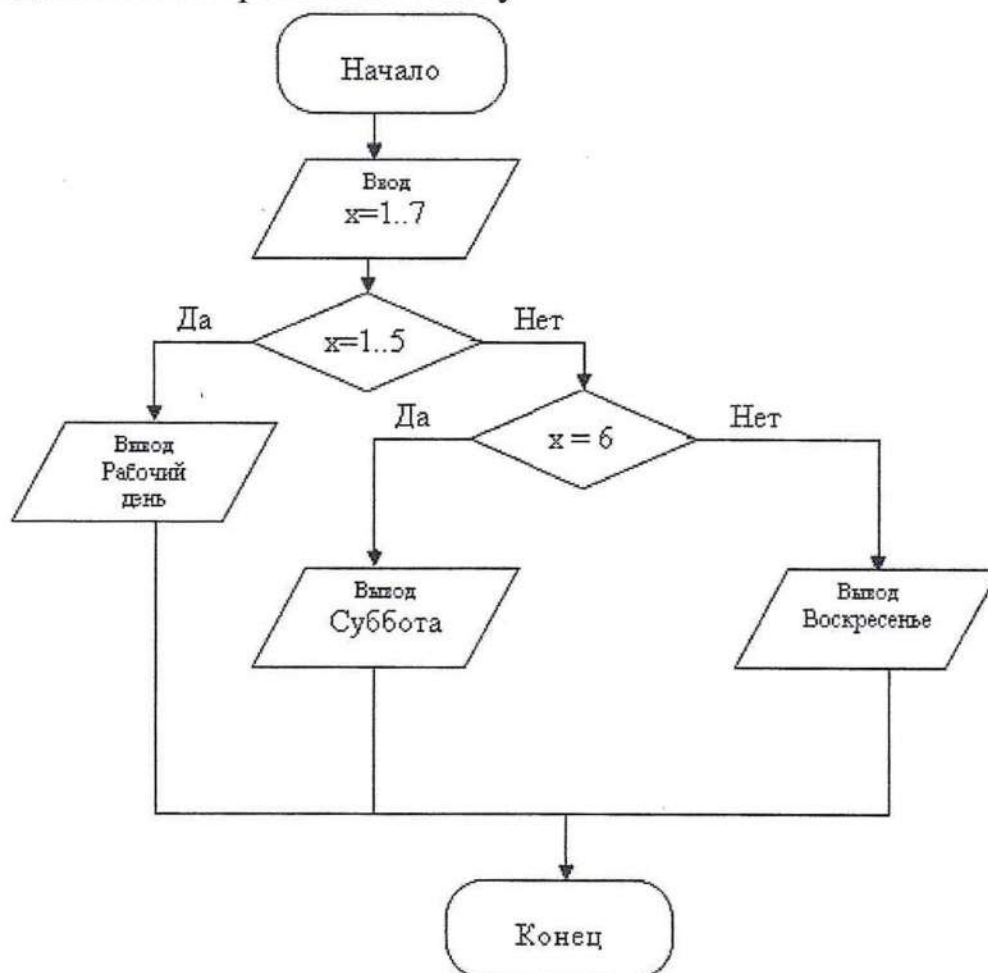 Начало
Ввод
x=1..7
Да
Нет
x=1..5
Да
Нет
x = 6
Вывод
Рабочий
день
Вывод
Суббота
Вывод
Воскресенье
Конец